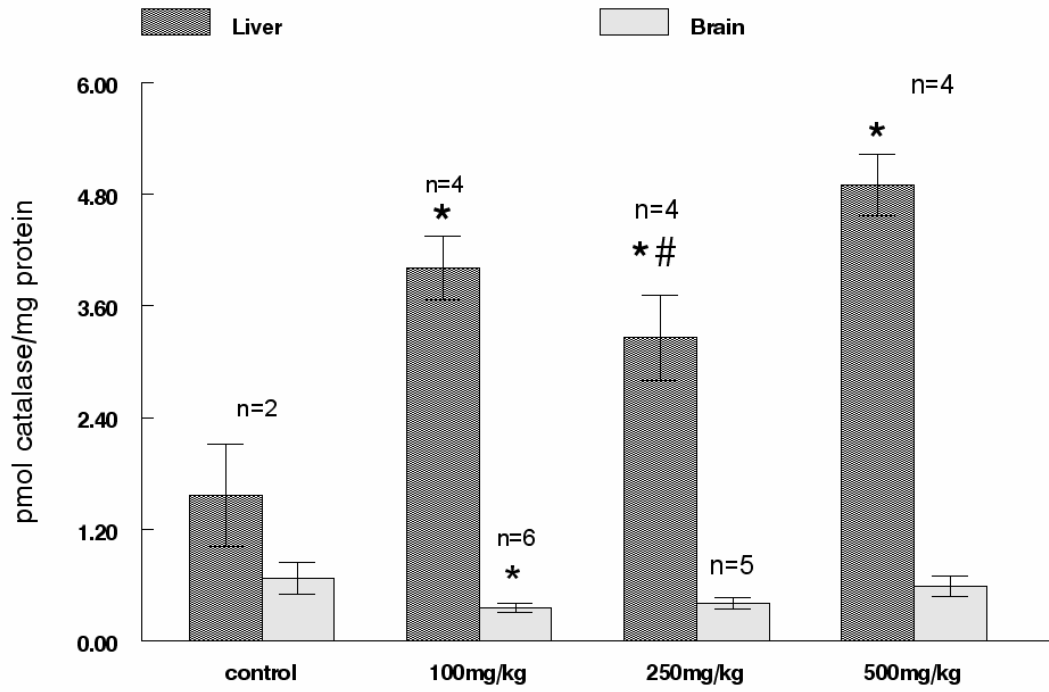 Liver
Brain
6.00
4.80
3.60
2.40
1.20
0.00
pmol catalase/mg protein
n=2
n=4
*
n=6
*
n=4
* #
n=5
n=4
*
control
100mg/kg
250mg/kg
500mg/kg